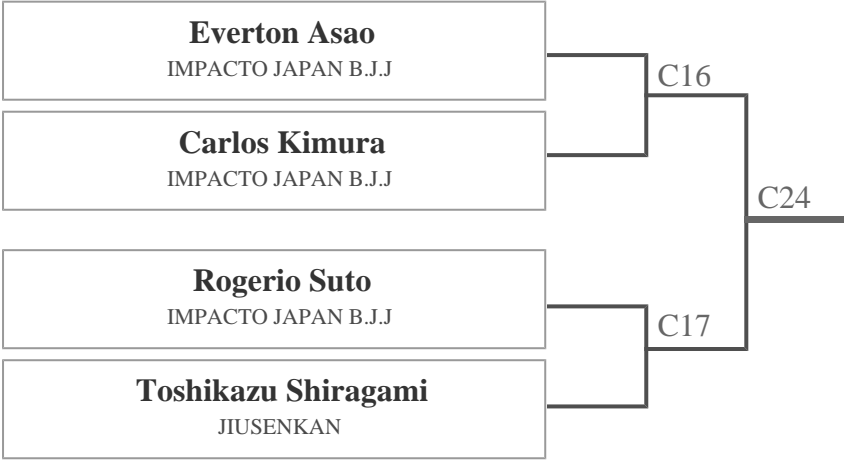 Everton Asao
IMPACTO JAPAN B.J.J
C16
Carlos Kimura
IMPACTO JAPAN B.J.J
C24
Rogerio Suto
IMPACTO JAPAN B.J.J
C17
Toshikazu Shiragami
JIUSENKAN